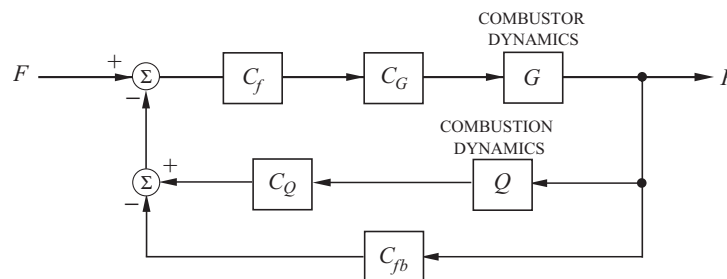 COMBUSTOR
DYNAMICS
F + Σ C_f C_G G
−
COMBUSTION
DYNAMICS
Σ + C_Q Q
−
C_fb